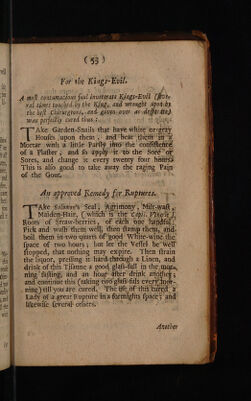 ( 53 )
For the Kings-Evil.
A most contumacious and inveterate Kings-Evil (seve-
ral times touched by the King, and wrought upon by
the best Chirurgeons, and given over as desperate)
was perfectly cured thus:
TAke Garden-Snails that have white or gray
Houses upon them, and beat them in a
Mortar with a little Parsly into the consistence
of a Plaster, and so apply it to the Sore or
Sores, and change it every twenty four hours.
This is also good to take away the raging Pain
of the Gout.
An approved Remedy for Ruptures.
TAke Solomon's Seal, Agrimony, Milt-wast,
Maiden-Hair, (which is the Capil. Veneris)
Roots of Straw-berries, of each one handful,
Pick and wash them well, then stamp them, and
boil them in two quarts of good White-wine the
space of two hours; but let the Vessel be well
stopped, that nothing may expire. Then strain
the liquor, pressing it hard through a Linen, and
drink of this Tisanne a good glass-full in the mor-
ning fasting, and an hour after drink another;
and continue this (taking two glass-fulls every mor-
ning) till you are cured. The use of this cured a
Lady of a great Rupture in a fortnights space; and
likewise several others.
Another